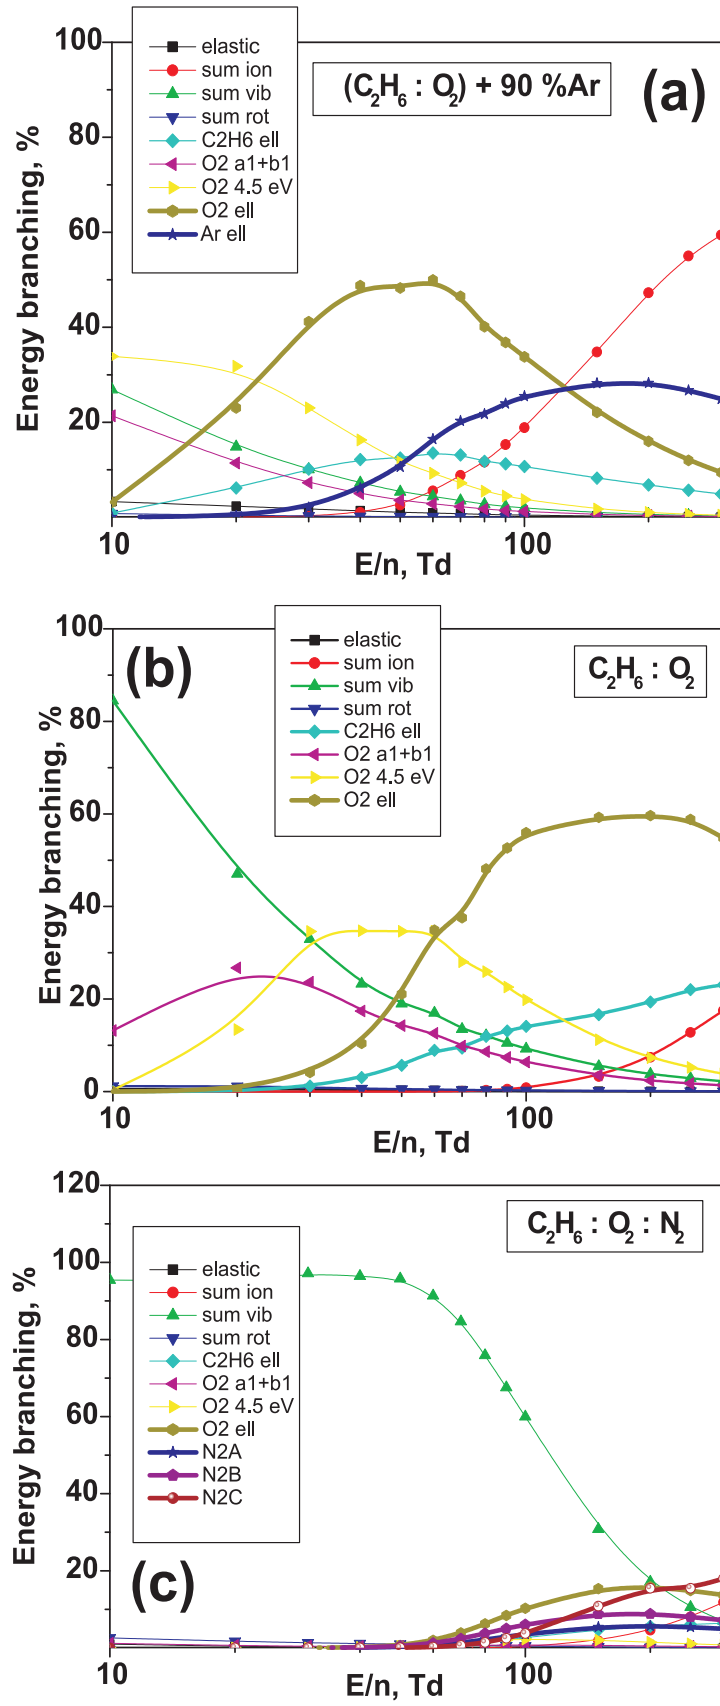 100
80
60
40
20
Energy branching, %
elastic
sum ion
sum vib
sum rot
C2H6 ell
O2 a1+b1
O2 4.5 eV
O2 ell
Ar ell
(C₂H₆ : O₂) + 90 %Ar
(a)
10
100
E/n, Td
100
80
60
40
20
0
Energy branching, %
(b)
elastic
sum ion
sum vib
sum rot
C2H6 ell
O2 a1+b1
O2 4.5 eV
O2 ell
C₂H₆ : O₂
10
100
E/n, Td
120
100
80
60
40
20
Energy branching, %
elastic
sum ion
sum vib
sum rot
C2H6 ell
O2 a1+b1
O2 4.5 eV
O2 ell
N2A
N2B
N2C
C₂H₆ : O₂ : N₂
(c)
10
100
E/n, Td